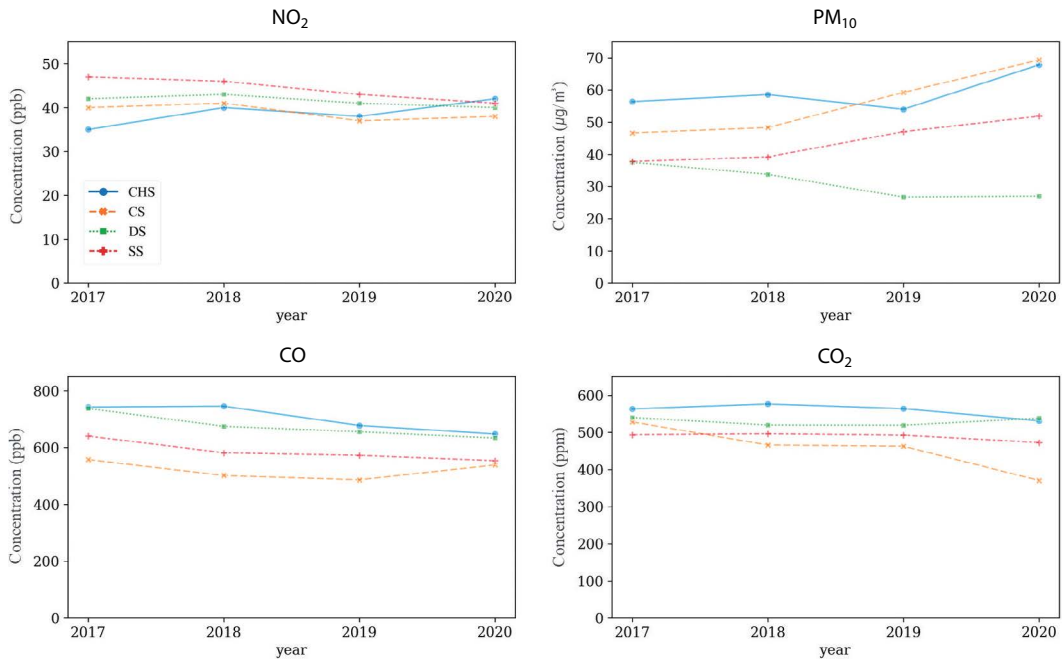 NO₂
Concentration (ppb)
50
40
30
20
10
0
CHS
CS
DS
SS
2017 2018 2019 2020
year
PM₁₀
Concentration (µg/m³)
70
60
50
40
30
20
10
0
2017 2018 2019 2020
year
CO
Concentration (ppb)
800
600
400
200
0
2017 2018 2019 2020
year
CO₂
Concentration (ppm)
600
500
400
300
200
100
0
2017 2018 2019 2020
year